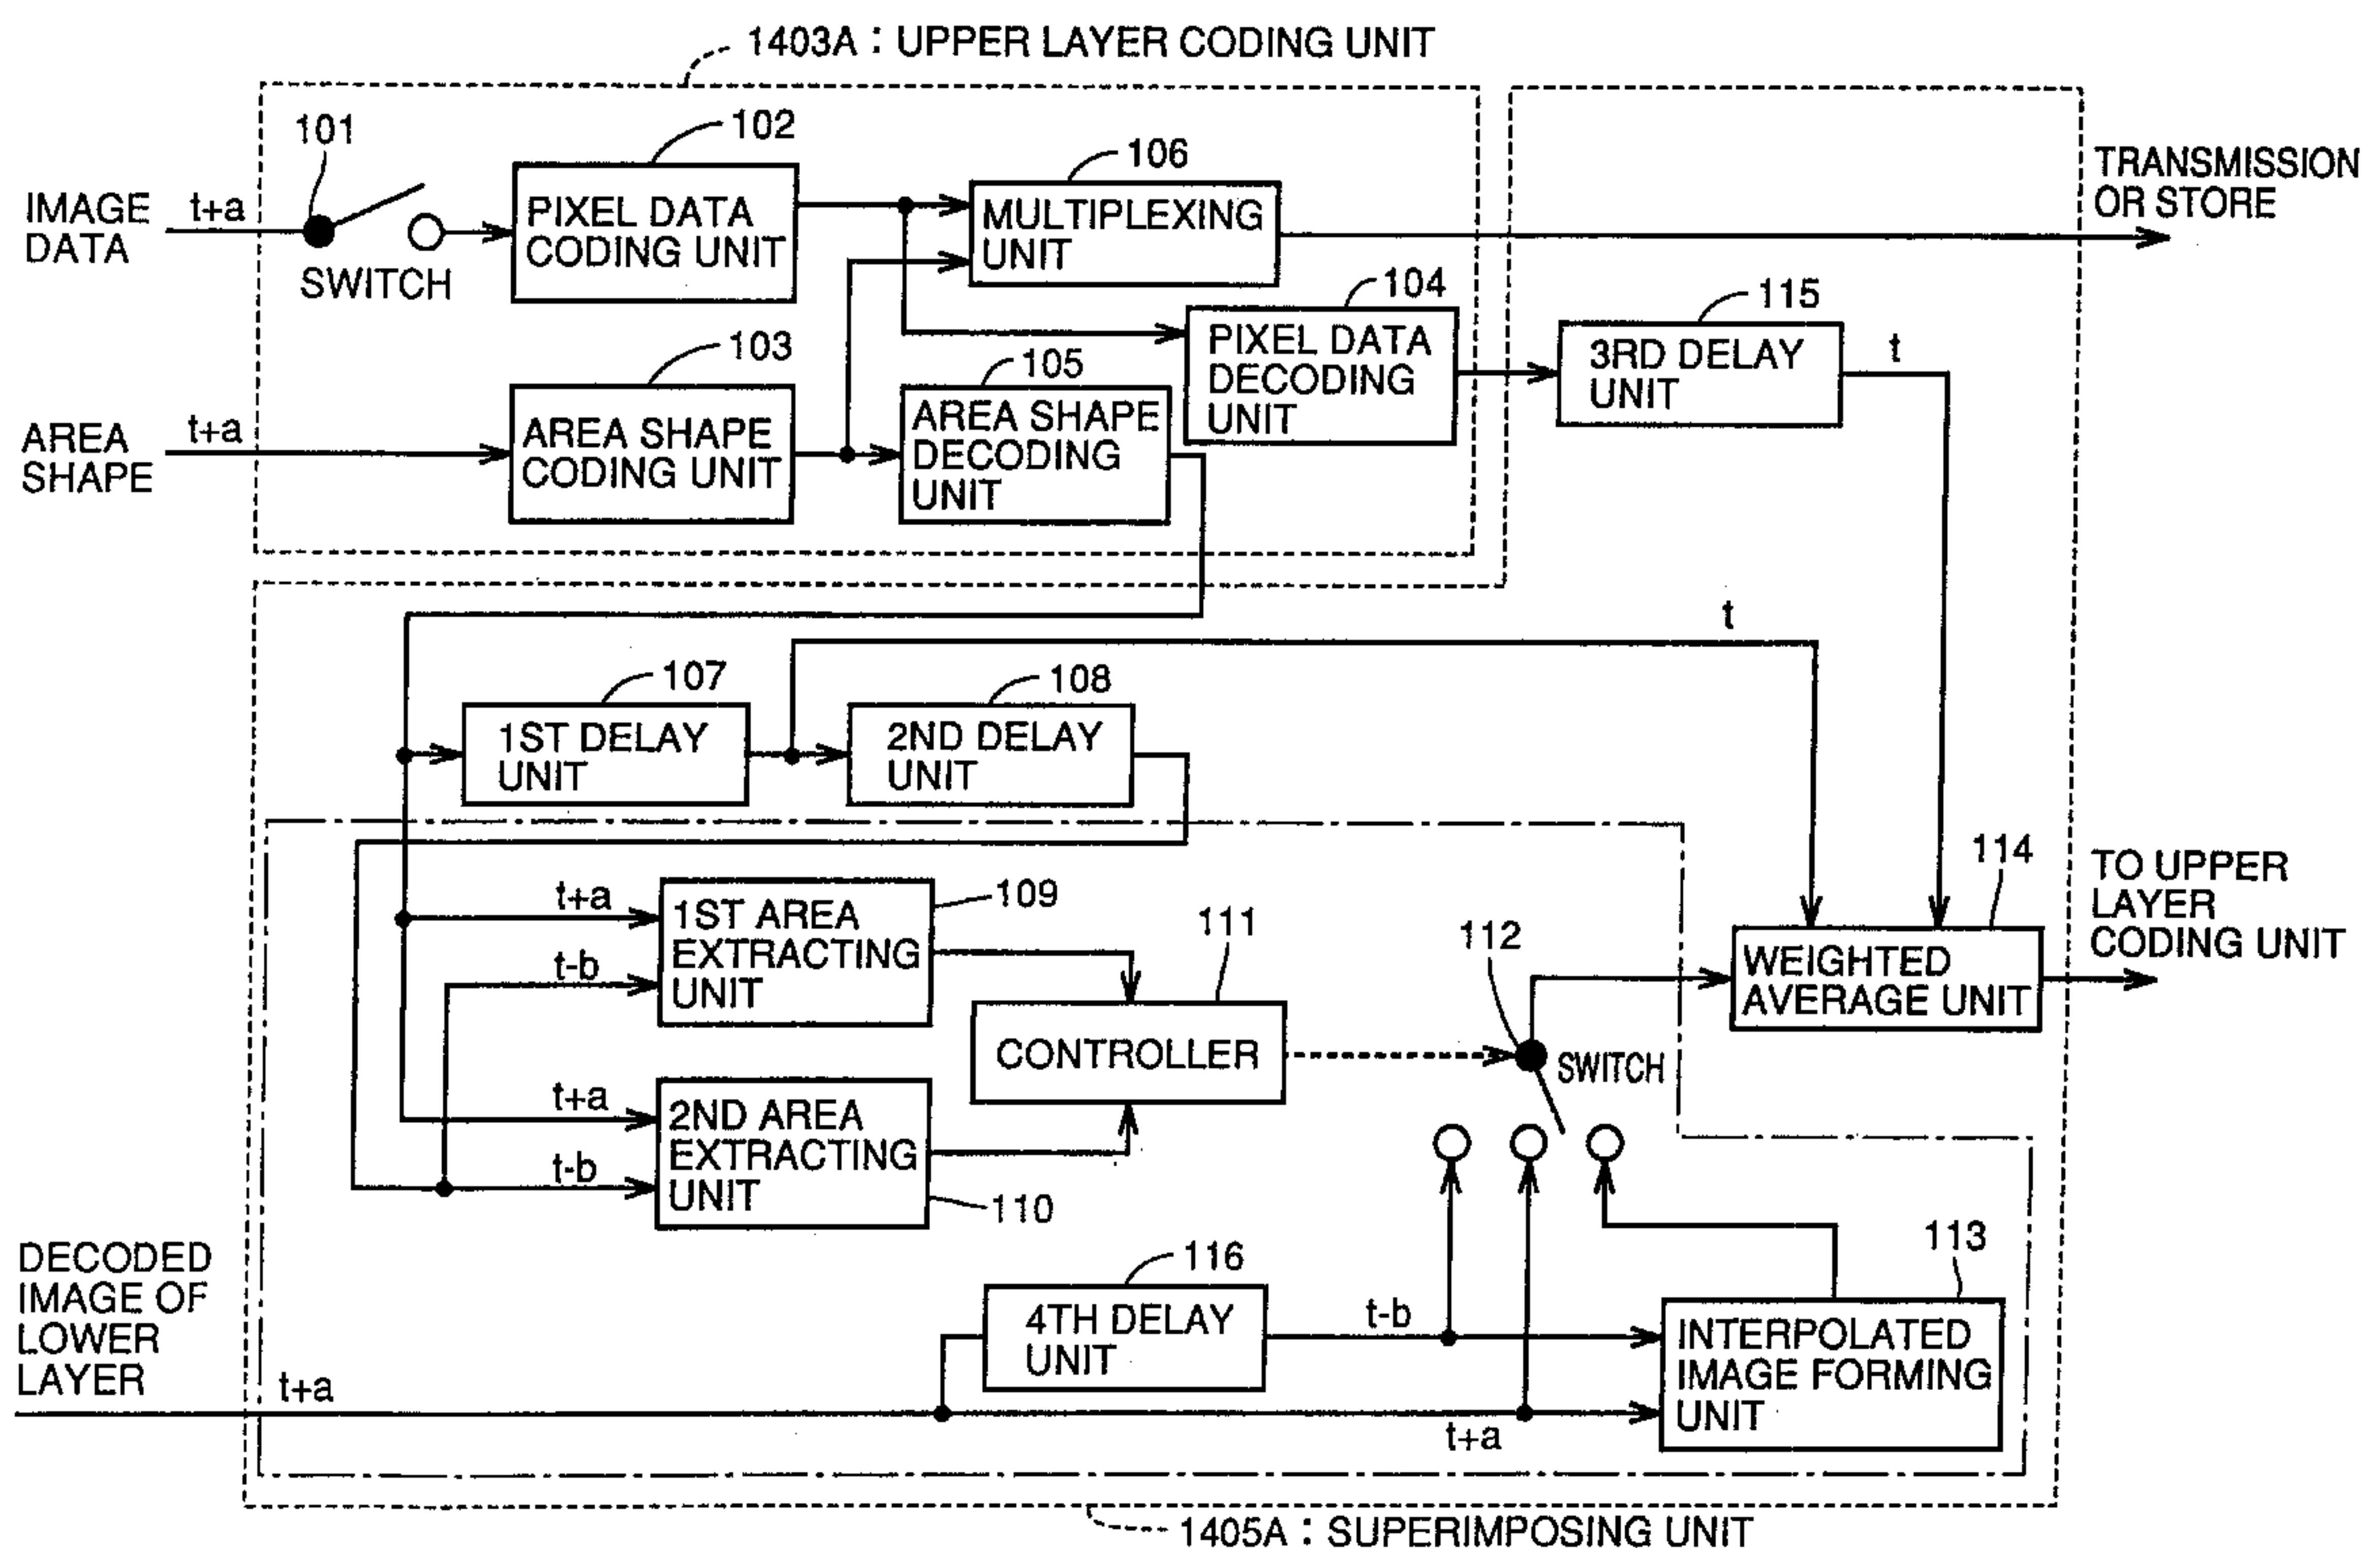 1403A : UPPER LAYER CODING UNIT
101
102
106
TRANSMISSION
OR STORE
IMAGE
DATA
t+a
SWITCH
PIXEL DATA
CODING UNIT
MULTIPLEXING
UNIT
104
115
103
105
PIXEL DATA
DECODING
UNIT
3RD DELAY
UNIT
t
AREA
SHAPE
t+a
AREA SHAPE
CODING UNIT
AREA SHAPE
DECODING
UNIT
t
107
108
1ST DELAY
UNIT
2ND DELAY
UNIT
114
TO UPPER
LAYER
CODING UNIT
t+a
t-b
1ST AREA
EXTRACTING
UNIT
109
111
112
WEIGHTED
AVERAGE UNIT
CONTROLLER
SWITCH
t+a
t-b
2ND AREA
EXTRACTING
UNIT
110
DECODED
IMAGE OF
LOWER
LAYER
t+a
116
4TH DELAY
UNIT
t-b
t+a
113
INTERPOLATED
IMAGE FORMING
UNIT
1405A : SUPERIMPOSING UNIT